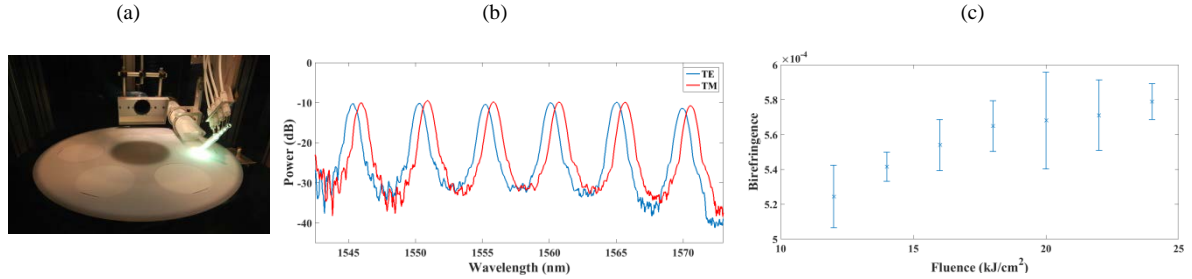 (a)
(b)
(c)
0
-10
-20
-30
-40
Power (dB)
TE
TM
1545
1550
1555
1560
1565
1570
Wavelength (nm)
×10⁻⁴
6
5.8
5.6
5.4
5.2
5
Birefringence
10
15
20
25
Fluence (kJ/cm²)